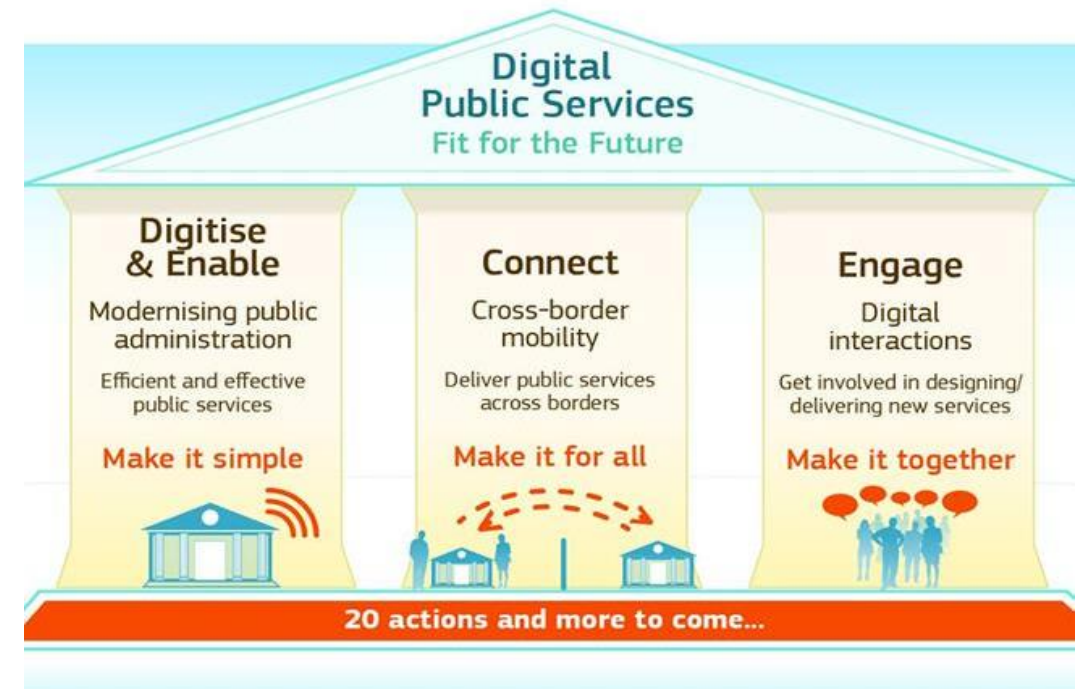 Digital
Public Services
Fit for the Future
Digitise
& Enable
Modernising public
administration
Efficient and effective
public services
Make it simple
Connect
Cross-border
mobility
Deliver public services
across borders
Make it for all
Engage
Digital
interactions
Get involved in designing/
delivering new services
Make it together
20 actions and more to come...